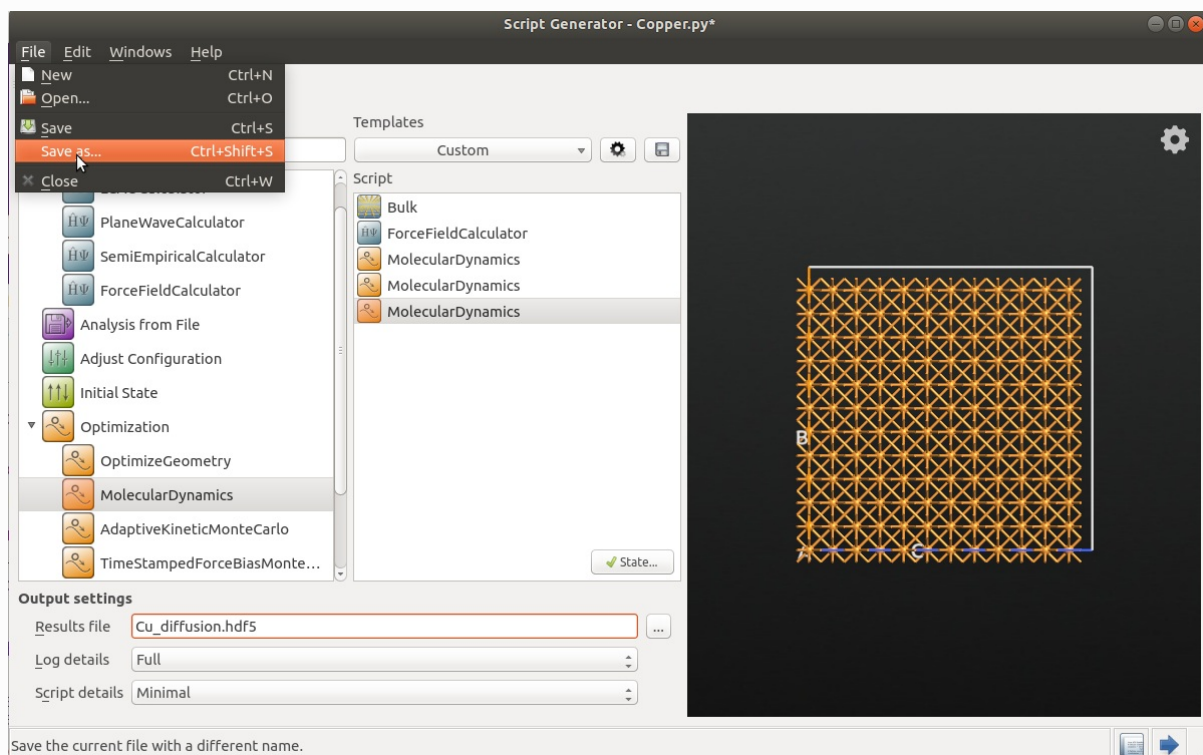 Script Generator - Copper.py*
File Edit Windows Help
New Ctrl+N
Open... Ctrl+O
Save Ctrl+S
Save as... Ctrl+Shift+S
Close Ctrl+W
PlaneWaveCalculator
SemiEmpiricalCalculator
ForceFieldCalculator
Analysis from File
Adjust Configuration
Initial State
Optimization
OptimizeGeometry
MolecularDynamics
AdaptiveKineticMonteCarlo
TimeStampedForceBiasMonte...
Templates
Custom
Script
Bulk
ForceFieldCalculator
MolecularDynamics
MolecularDynamics
MolecularDynamics
State...
B
A
C
Output settings
Results file Cu_diffusion.hdf5 ...
Log details Full
Script details Minimal
Save the current file with a different name.